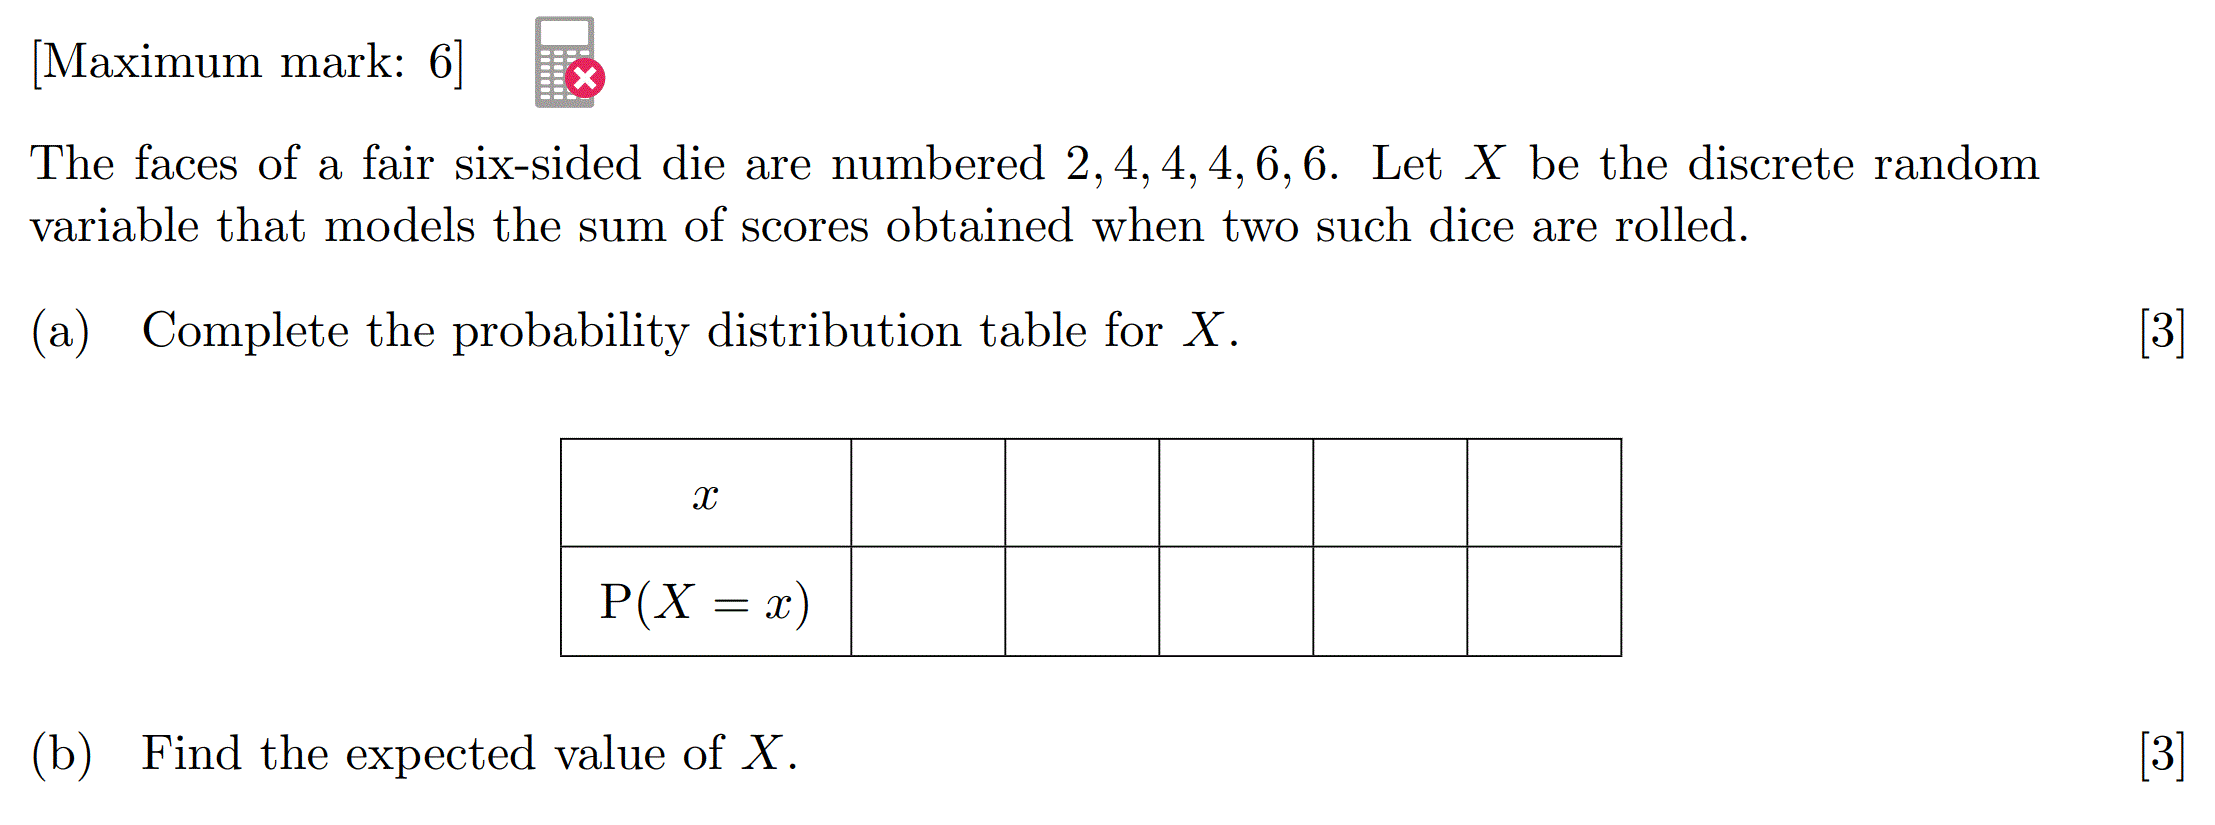 [Maximum mark: 6]
The faces of a fair six-sided die are numbered 2, 4, 4, 4, 6, 6. Let X be the discrete random
variable that models the sum of scores obtained when two such dice are rolled.
(a) Complete the probability distribution table for X. [3]
x
P(X = x)
(b) Find the expected value of X. [3]